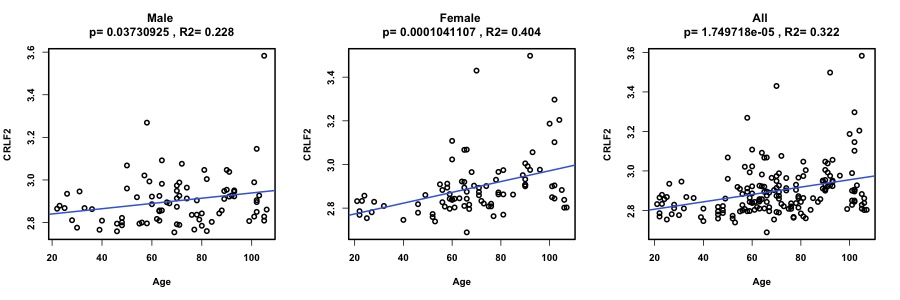 Male
p= 0.03730925 , R2= 0.228
CRLF2
3.6
3.4
3.2
3.0
2.8
20 40 60 80 100
Age
Female
p= 0.0001041107 , R2= 0.404
CRLF2
3.4
3.2
3.0
2.8
20 40 60 80 100
Age
All
p= 1.749718e-05 , R2= 0.322
CRLF2
3.6
3.4
3.2
3.0
2.8
20 40 60 80 100
Age